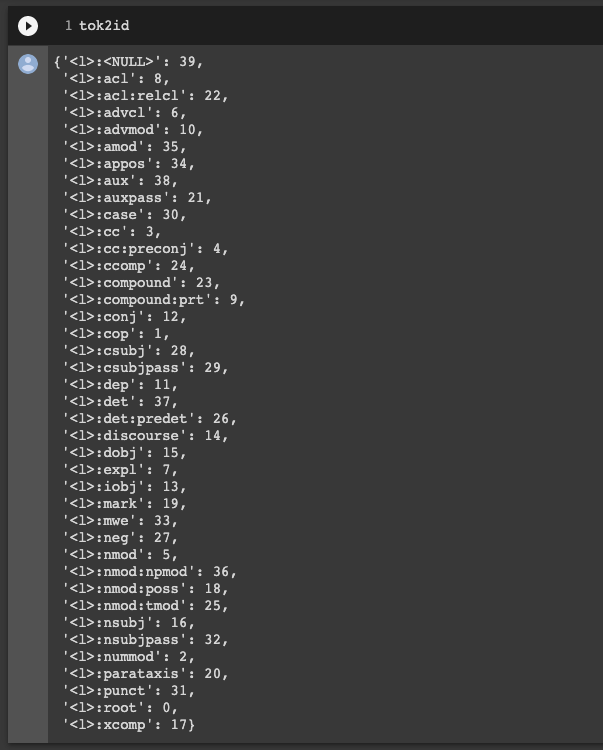 1 tok2id
{'<l>:<NULL>': 39,
'<l>:acl': 8,
'<l>:acl:relcl': 22,
'<l>:advcl': 6,
'<l>:advmod': 10,
'<l>:amod': 35,
'<l>:appos': 34,
'<l>:aux': 38,
'<l>:auxpass': 21,
'<l>:case': 30,
'<l>:cc': 3,
'<l>:cc:preconj': 4,
'<l>:ccomp': 24,
'<l>:compound': 23,
'<l>:compound:prt': 9,
'<l>:conj': 12,
'<l>:cop': 1,
'<l>:csubj': 28,
'<l>:csubjpass': 29,
'<l>:dep': 11,
'<l>:det': 37,
'<l>:det:predet': 26,
'<l>:discourse': 14,
'<l>:dobj': 15,
'<l>:expl': 7,
'<l>:iobj': 13,
'<l>:mark': 19,
'<l>:mwe': 33,
'<l>:neg': 27,
'<l>:nmod': 5,
'<l>:nmod:npmod': 36,
'<l>:nmod:poss': 18,
'<l>:nmod:tmod': 25,
'<l>:nsubj': 16,
'<l>:nsubjpass': 32,
'<l>:nummod': 2,
'<l>:parataxis': 20,
'<l>:punct': 31,
'<l>:root': 0,
'<l>:xcomp': 17}